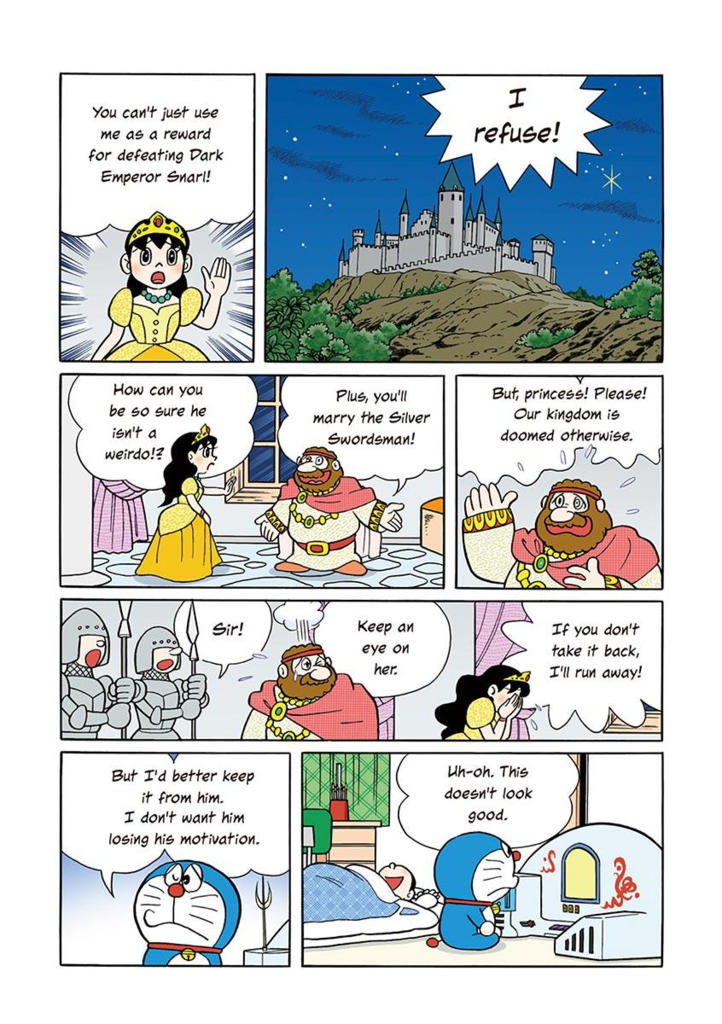 I
refuse!
You can't just use
me as a reward
for defeating Dark
Emperor Snarl!
But, princess! Please!
Our kingdom is
doomed otherwise.
Plus, you'll
marry the Silver
Swordsman!
How can you
be so sure he
isn't a
weirdo!?
If you don't
take it back,
I'll run away!
Keep an
eye on
her.
Sir!
Uh-oh. This
doesn't look
good.
But I'd better keep
it from him.
I don't want him
losing his motivation.